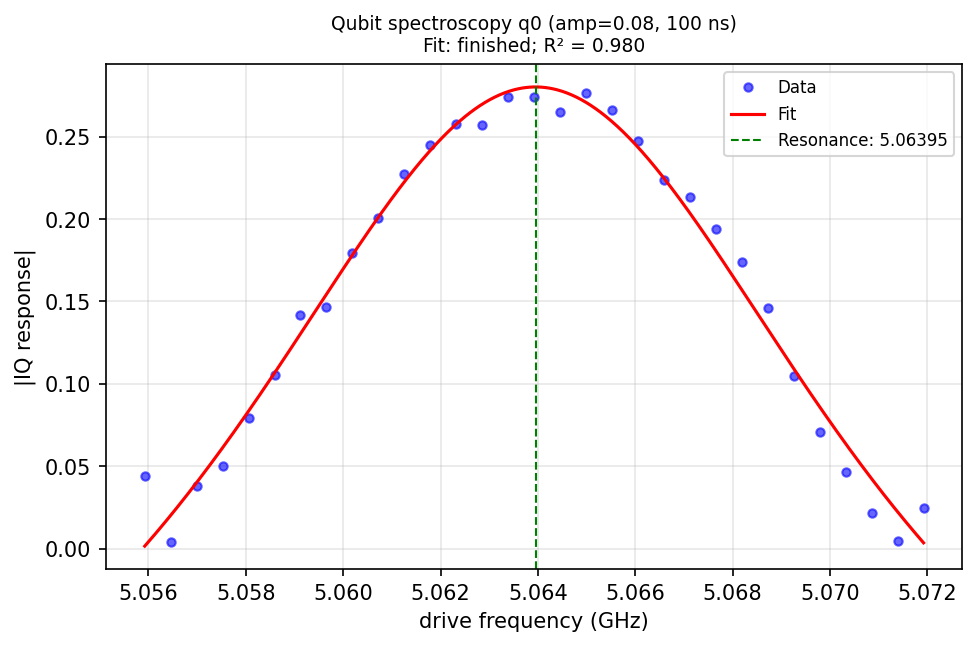 Qubit spectroscopy q0 (amp=0.08, 100 ns)
Fit: finished; R² = 0.980
Data
Fit
Resonance: 5.06395
|IQ response|
0.25
0.20
0.15
0.10
0.05
0.00
5.056 5.058 5.060 5.062 5.064 5.066 5.068 5.070 5.072
drive frequency (GHz)